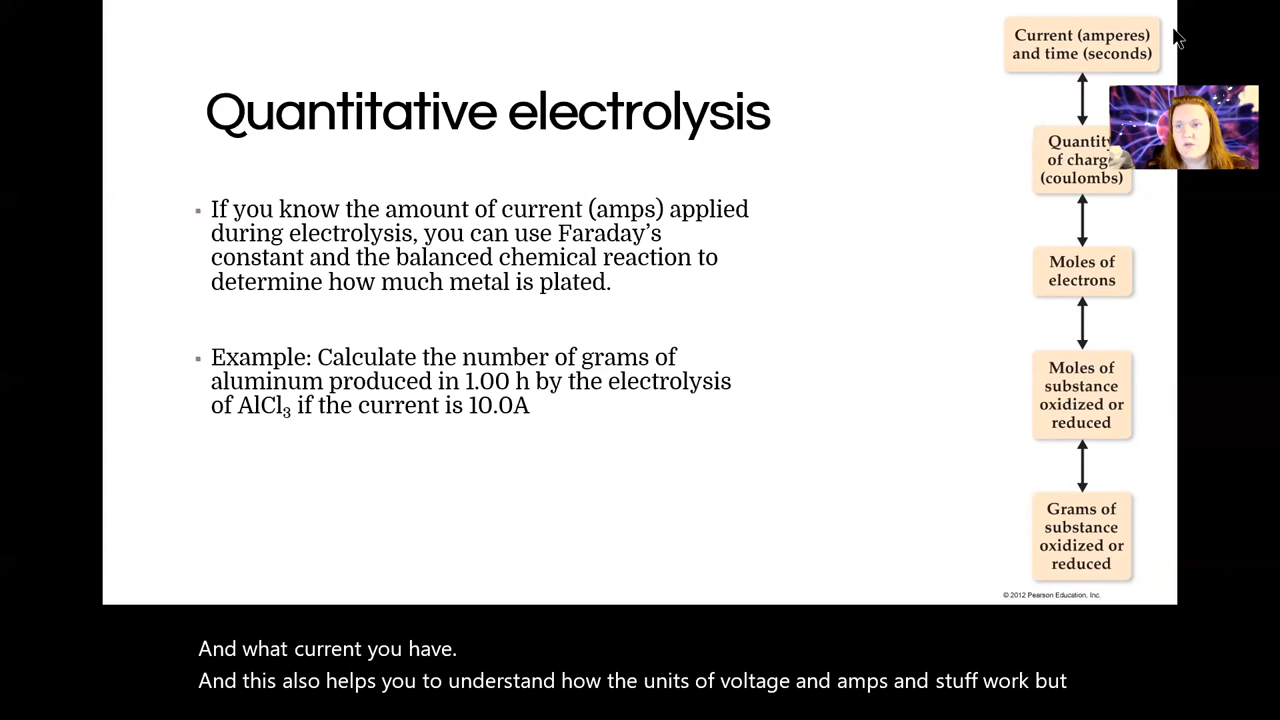 Quantitative electrolysis
▪ If you know the amount of current (amps) applied
during electrolysis, you can use Faraday’s
constant and the balanced chemical reaction to
determine how much metal is plated.
▪ Example: Calculate the number of grams of
aluminum produced in 1.00 h by the electrolysis
of AlCl₃ if the current is 10.0A
Current (amperes)
and time (seconds)
Quantity
of charg
(coulombs)
Moles of
electrons
Moles of
substance
oxidized or
reduced
Grams of
substance
oxidized or
reduced
© 2012 Pearson Education, Inc.
And what current you have.
And this also helps you to understand how the units of voltage and amps and stuff work but